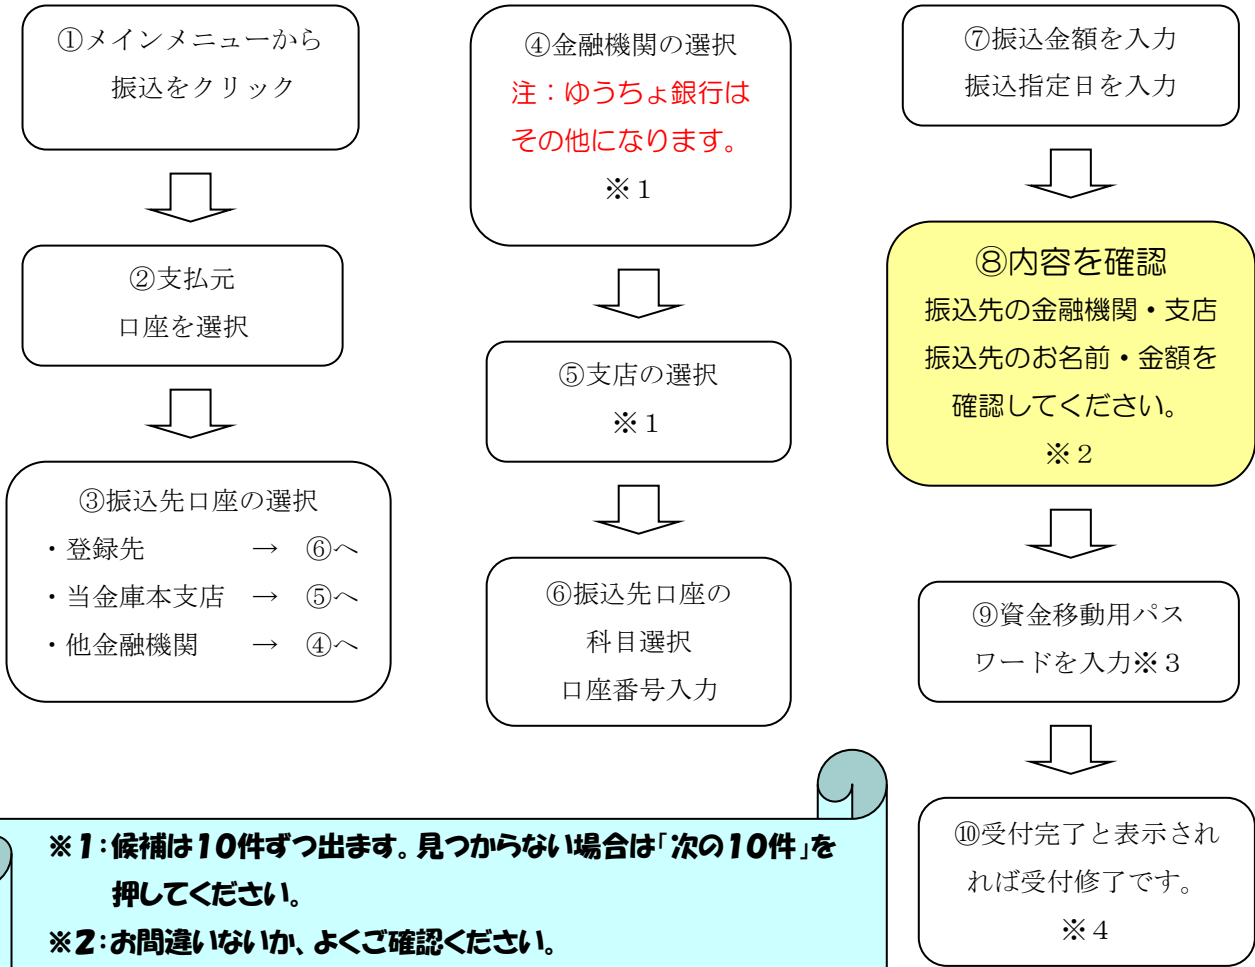 ①メインメニューから
振込をクリック
②支払元
口座を選択
③振込先口座の選択
・登録先 → ⑥へ
・当金庫本支店 → ⑤へ
・他金融機関 → ④へ
④金融機関の選択
注：ゆうちょ銀行は
その他になります。
※１
⑤支店の選択
※１
⑥振込先口座の
科目選択
口座番号入力
⑦振込金額を入力
振込指定日を入力
⑧内容を確認
振込先の金融機関・支店
振込先のお名前・金額を
確認してください。
※２
⑨資金移動用パス
ワードを入力※３
⑩受付完了と表示され
れば受付修了です。
※４
※１：候補は１０件ずつ出ます。見つからない場合は「次の１０件」を
押してください。
※２：お間違いないか、よくご確認ください。